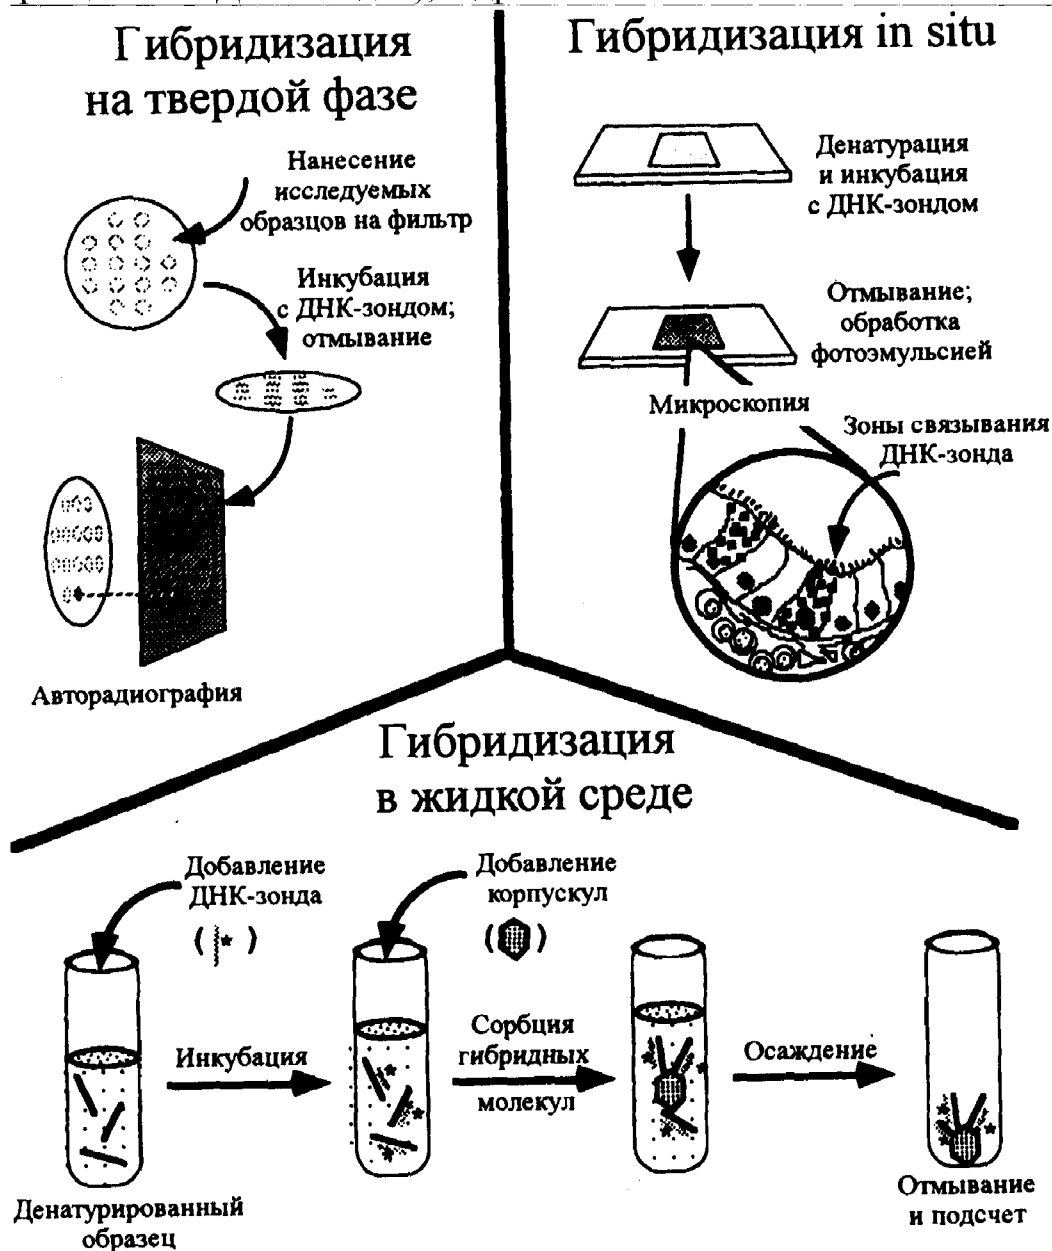 Гибридизация
на твердой фазе
Нанесение
исследуемых
образцов на фильтр
Инкубация
с ДНК-зондом;
отмывание
Авторадиография
Гибридизация in situ
Денатурация
и инкубация
с ДНК-зондом
Отмывание;
обработка
фотоэмульсией
Микроскопия
Зоны связывания
ДНК-зонда
Гибридизация
в жидкой среде
Добавление
ДНК-зонда
Добавление
корпускул
Инкубация
Сорбция
гибридных
молекул
Осаждение
Денатурированный
образец
Отмывание
и подсчет